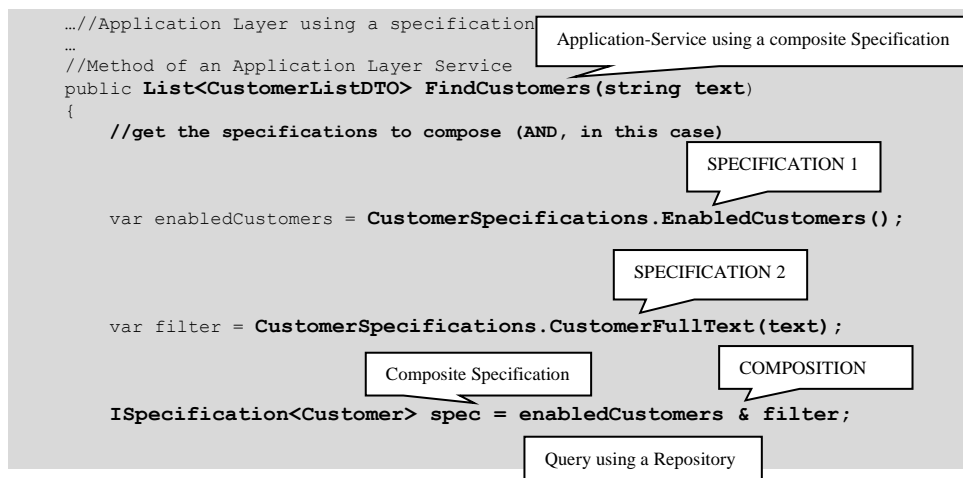 …//Application Layer using a specification
Application-Service using a composite Specification
…
//Method of an Application Layer Service
public List<CustomerListDTO> FindCustomers(string text)
{
//get the specifications to compose (AND, in this case)
SPECIFICATION 1
var enabledCustomers = CustomerSpecifications.EnabledCustomers();
SPECIFICATION 2
var filter = CustomerSpecifications.CustomerFullText(text);
Composite Specification
COMPOSITION
ISpecification<Customer> spec = enabledCustomers & filter;
Query using a Repository